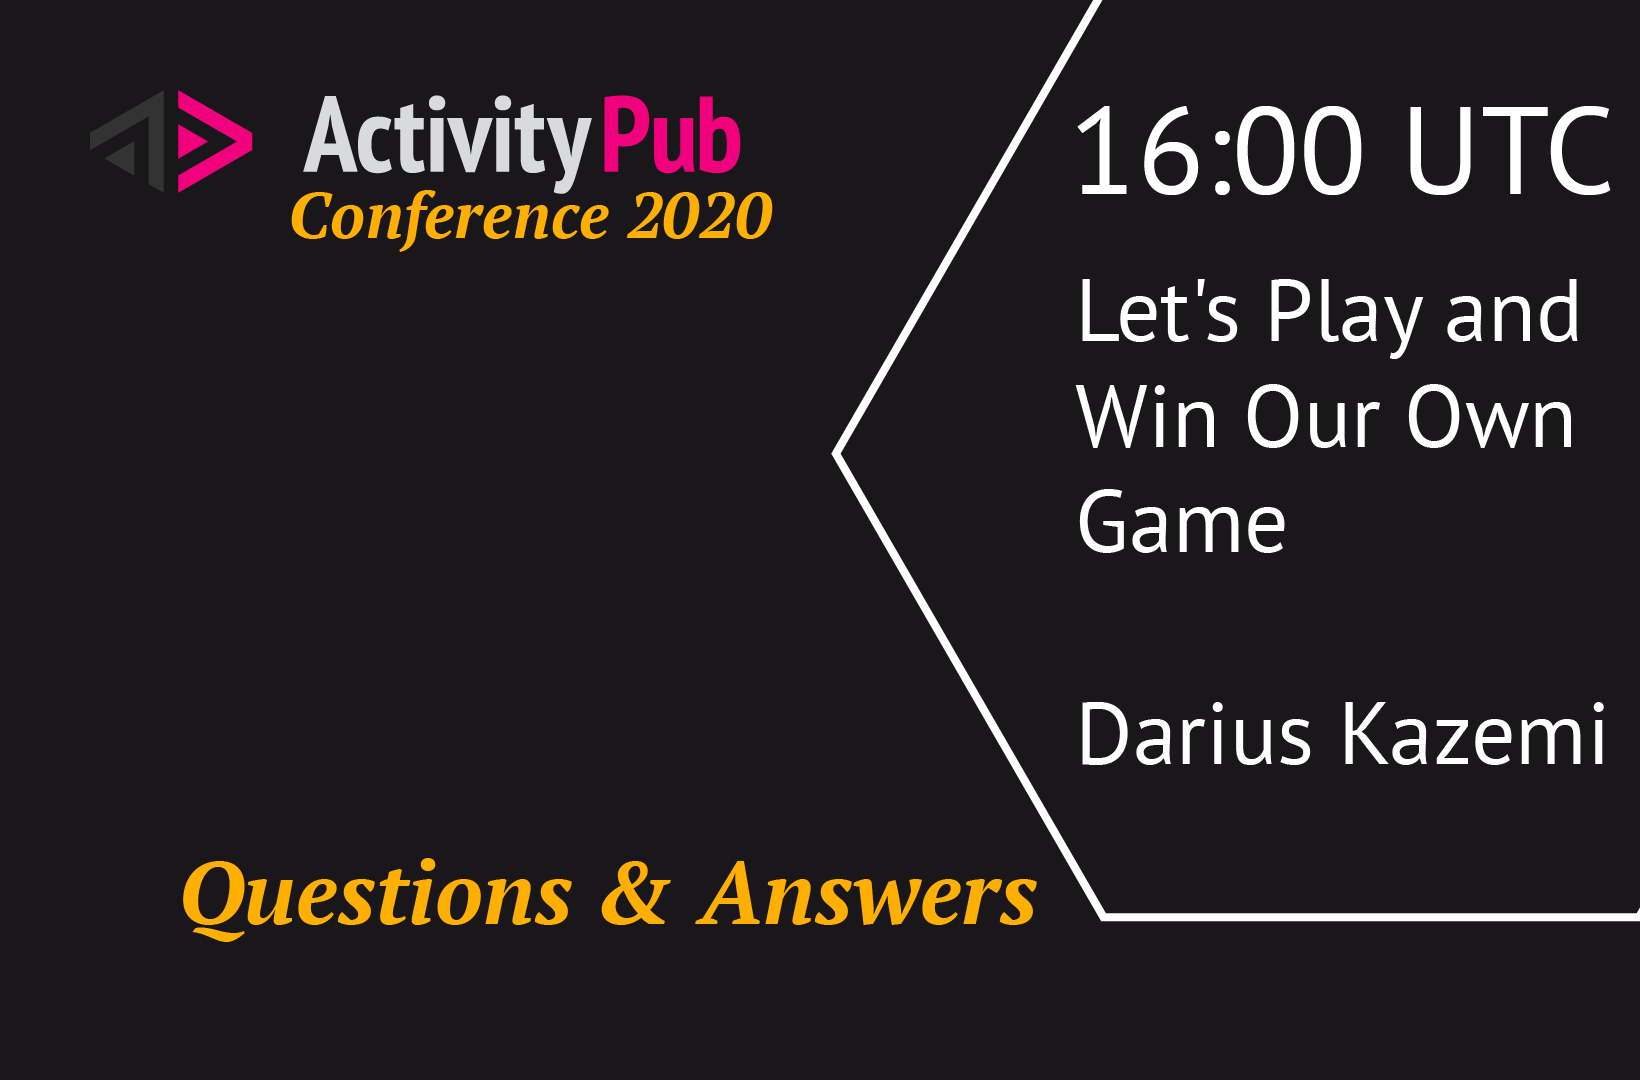 ActivityPub
Conference 2020
16:00 UTC
Let's Play and
Win Our Own
Game
Darius Kazemi
Questions & Answers